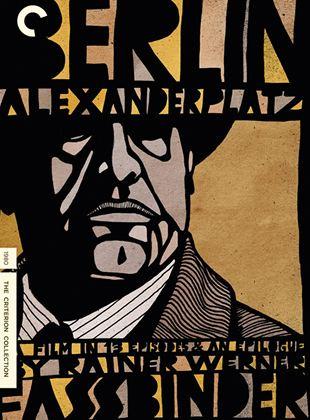 BERLIN
ALEXANDERPLATZ
A FILM IN 13 EPISODES & AN EPILOGUE
BY RAINER WERNER
FASSBINDER
1980
THE CRITERION COLLECTION